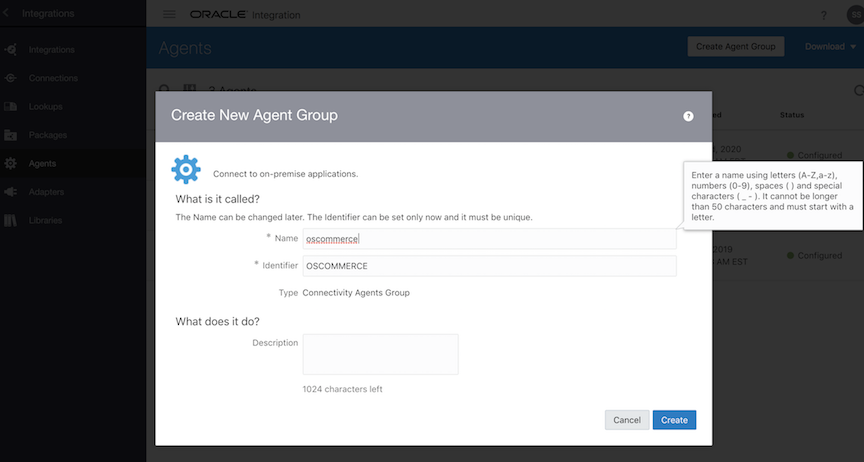 Integrations
ORACLE Integration
?
Integrations
Connections
Lookups
Packages
Agents
Adapters
Libraries
Agents
Create Agent Group
Download
3 Agents
Status
Create New Agent Group
?
, 2020
Configured
Connect to on-premise applications.
Enter a name using letters (A-Z,a-z), numbers (0-9), spaces ( ) and special characters ( _ - ). It cannot be longer than 50 characters and must start with a letter.
What is it called?
The Name can be changed later. The Identifier can be set only now and it must be unique.
* Name oscommerce
* Identifier OSCOMMERCE
2019
AM EST
Configured
Type Connectivity Agents Group
What does it do?
Description
1024 characters left
Cancel
Create